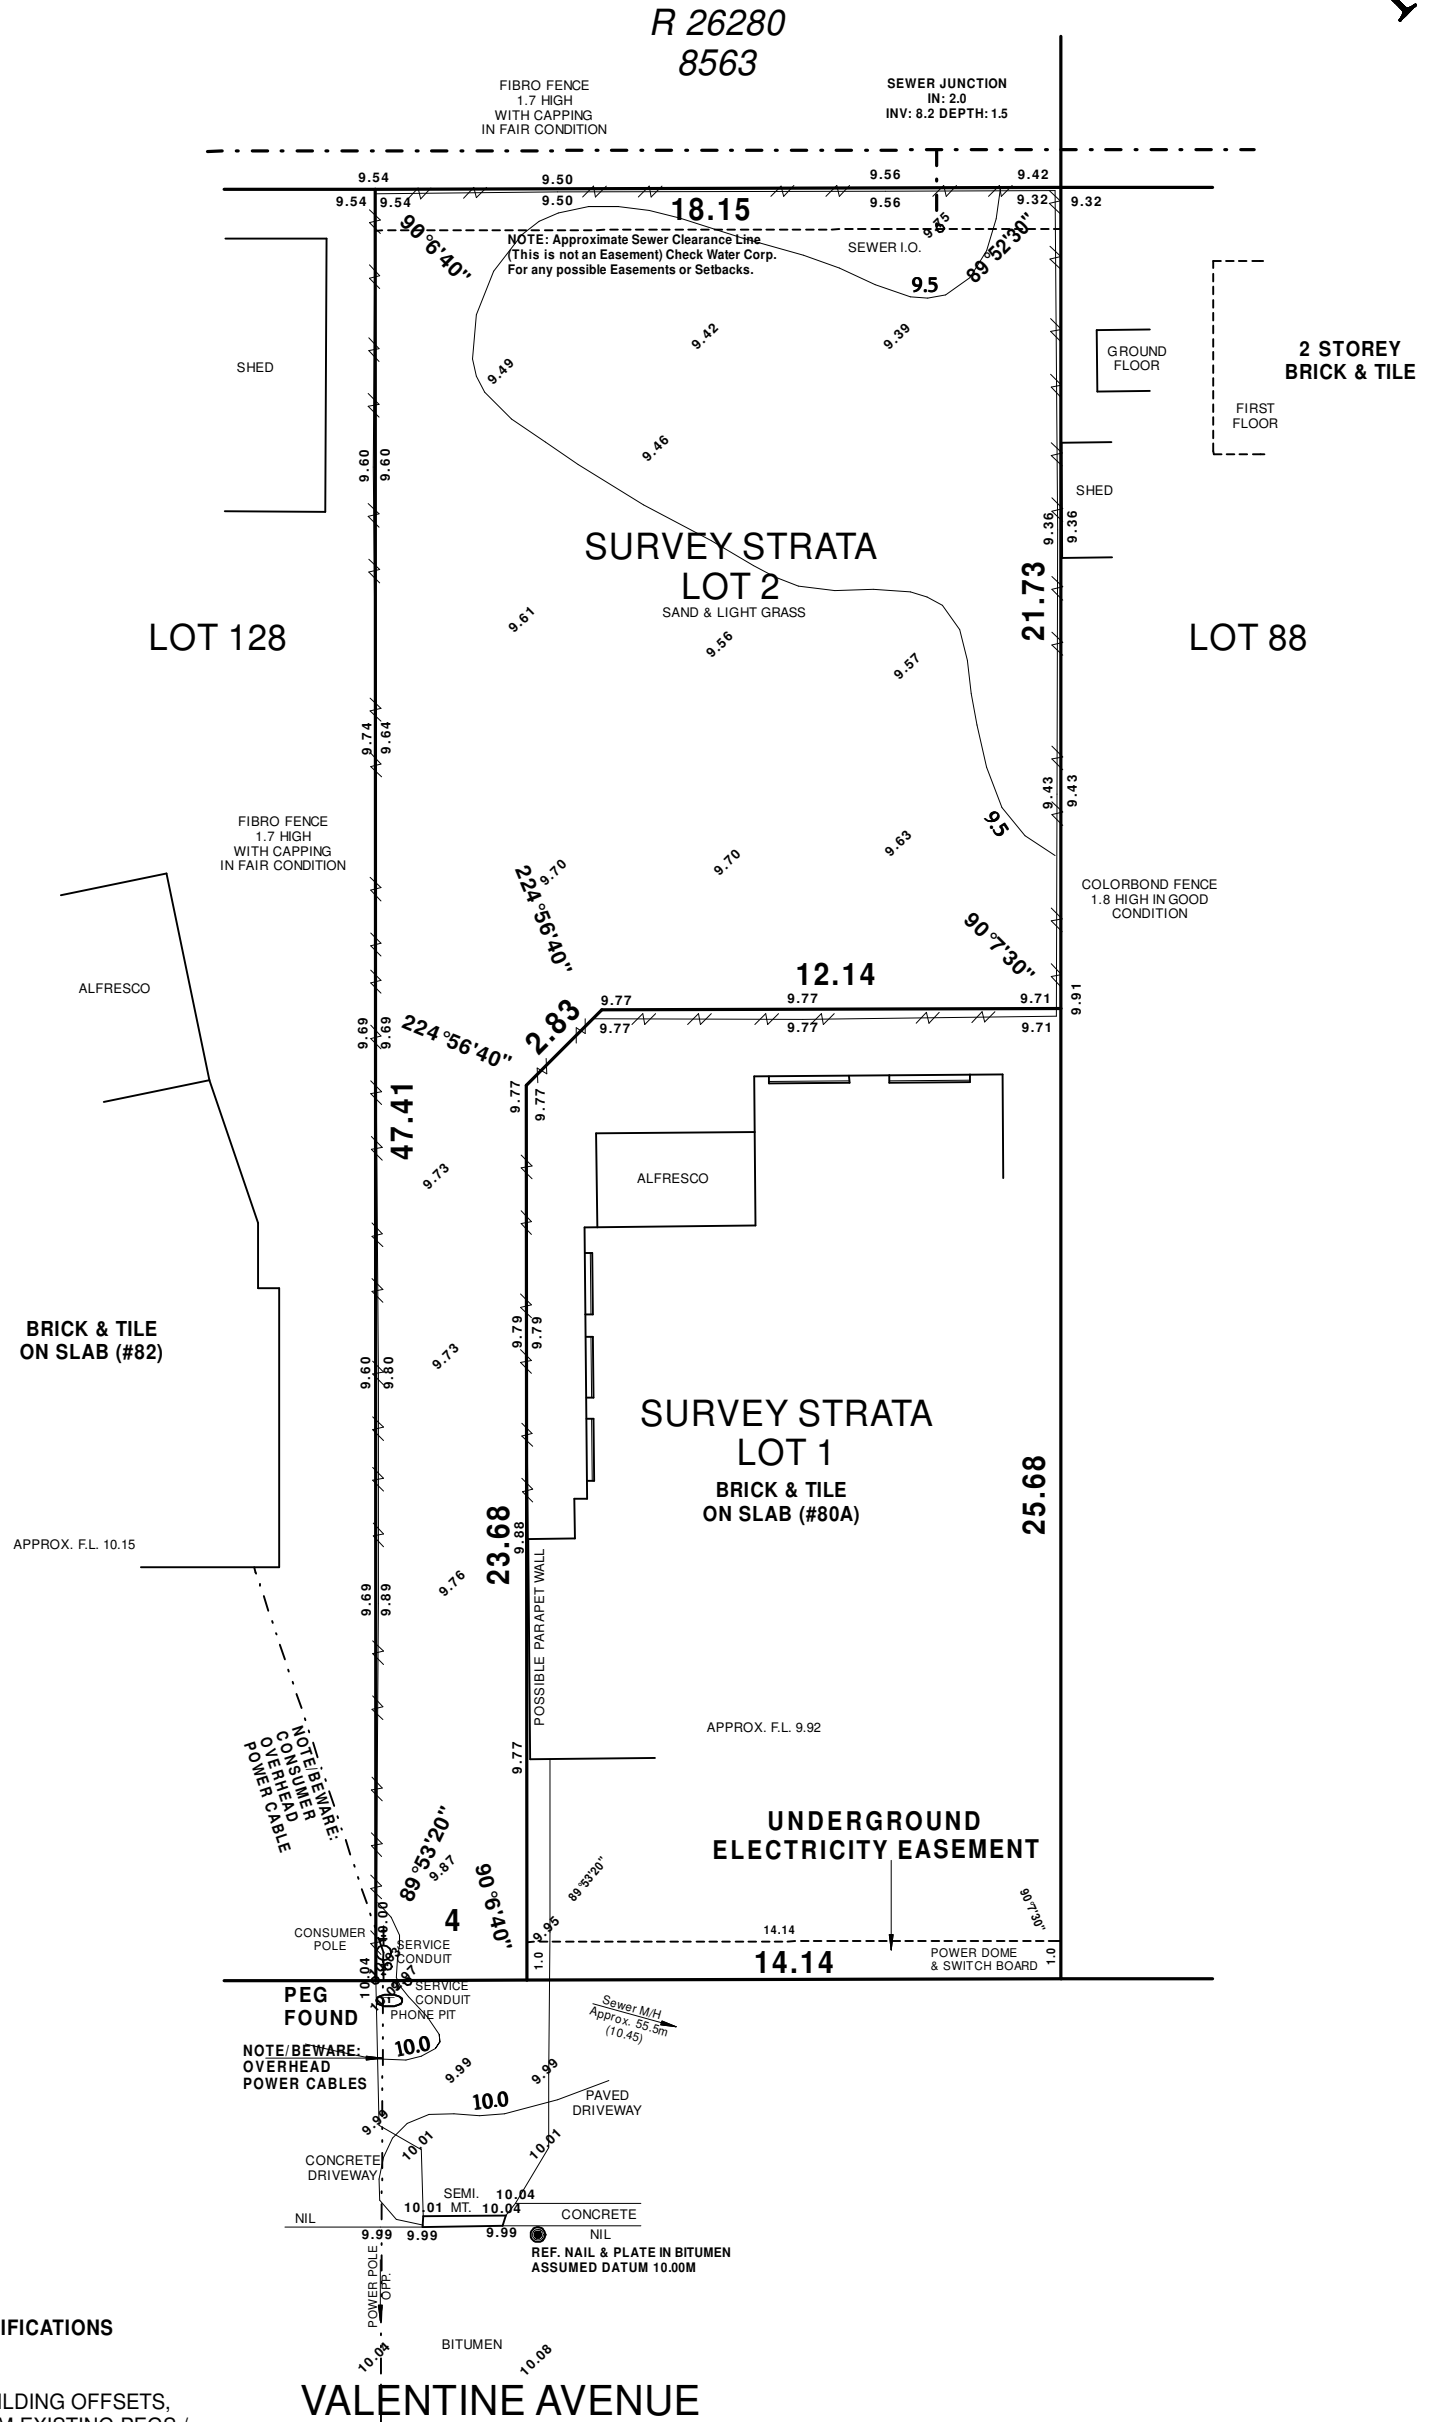 R 26280
8563
FIBRO FENCE
1.7 HIGH
WITH CAPPING
IN FAIR CONDITION
SEWER JUNCTION
IN: 2.0
INV: 8.2 DEPTH: 1.5
9.54
9.50
9.56
9.42
9.54
9.54
9.50
18.15
9.56
9.32
9.32
90°6'40"
NOTE: Approximate Sewer Clearance Line
(This is not an Easement) Check Water Corp.
For any possible Easements or Setbacks.
SEWER I.O.
89°52'30"
9.5
9.42
9.39
9.49
9.46
SHED
GROUND
FLOOR
2 STOREY
BRICK & TILE
FIRST
FLOOR
SHED
9.60
9.60
9.36
9.36
SURVEY STRATA
LOT 2
SAND & LIGHT GRASS
21.73
LOT 128
LOT 88
9.61
9.56
9.57
9.74
9.64
9.43
9.43
9.5
FIBRO FENCE
1.7 HIGH
WITH CAPPING
IN FAIR CONDITION
9.70
9.70
9.63
224°56'40"
COLORBOND FENCE
1.8 HIGH IN GOOD
CONDITION
90°7'30"
ALFRESCO
12.14
9.77
9.77
9.71
9.91
9.77
9.77
9.71
2.83
224°56'40"
9.69
9.69
47.41
9.77
9.77
9.73
ALFRESCO
BRICK & TILE
ON SLAB (#82)
9.79
9.79
9.73
9.60
9.80
SURVEY STRATA
LOT 1
BRICK & TILE
ON SLAB (#80A)
25.68
23.68
9.88
APPROX. F.L. 10.15
9.76
9.69
9.89
POSSIBLE PARAPET WALL
APPROX. F.L. 9.92
9.77
NOTE/BEWARE:
CONSUMER
OVERHEAD
POWER CABLE
UNDERGROUND
ELECTRICITY EASEMENT
89°53'20"
9.87
90°6'40"
89°53'20"
90°7'30"
4
9.95
14.14
1.0
1.0
14.14
POWER DOME
& SWITCH BOARD
CONSUMER
POLE
SERVICE
CONDUIT
10.04
PEG
FOUND
SERVICE
CONDUIT
PHONE PIT
Sewer M/H
Approx. 55.5m
(10.45)
10.0
NOTE/BEWARE:
OVERHEAD
POWER CABLES
9.99
9.99
10.0
PAVED
DRIVEWAY
9.99
10.01
10.01
CONCRETE
DRIVEWAY
SEMI.
MT.
10.04
10.01
10.04
CONCRETE
NIL
9.99
9.99
9.99
NIL
REF. NAIL & PLATE IN BITUMEN
ASSUMED DATUM 10.00M
POWER POLE
OPP.
IFICATIONS
BITUMEN
10.04
10.08
ILDING OFFSETS,
VALENTINE AVENUE